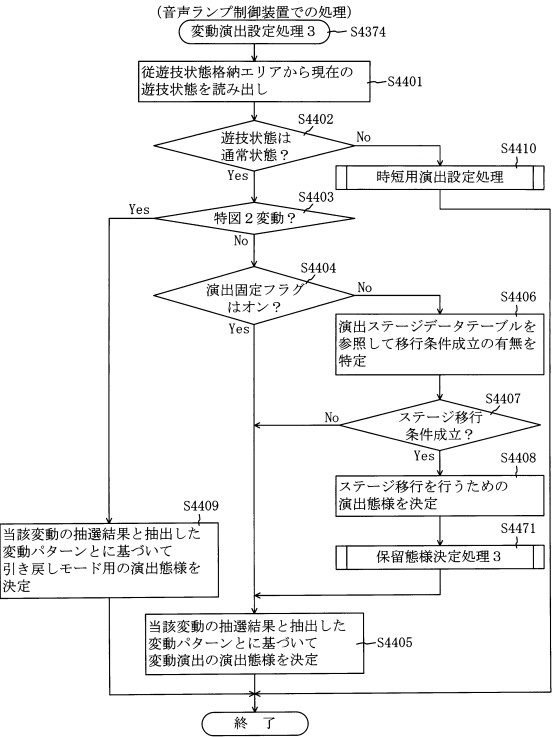 (音声ランプ制御装置での処理)
変動演出設定処理3
S4374
従遊技状態格納エリアから現在の
遊技状態を読み出し
S4401
S4402
遊技状態は
通常状態?
No
Yes
S4410
時短用演出設定処理
S4403
特図2変動?
Yes
No
S4404
演出固定フラグ
はオン?
No
Yes
S4406
演出ステージデータテーブルを
参照して移行条件成立の有無を
特定
S4407
ステージ移行
条件成立?
No
Yes
S4408
ステージ移行を行うための
演出態様を決定
S4471
保留態様決定処理3
S4409
当該変動の抽選結果と抽出した
変動パターンとに基づいて
引き戻しモード用の演出態様を
決定
当該変動の抽選結果と抽出した
変動パターンとに基づいて
変動演出の演出態様を決定
S4405
終 了